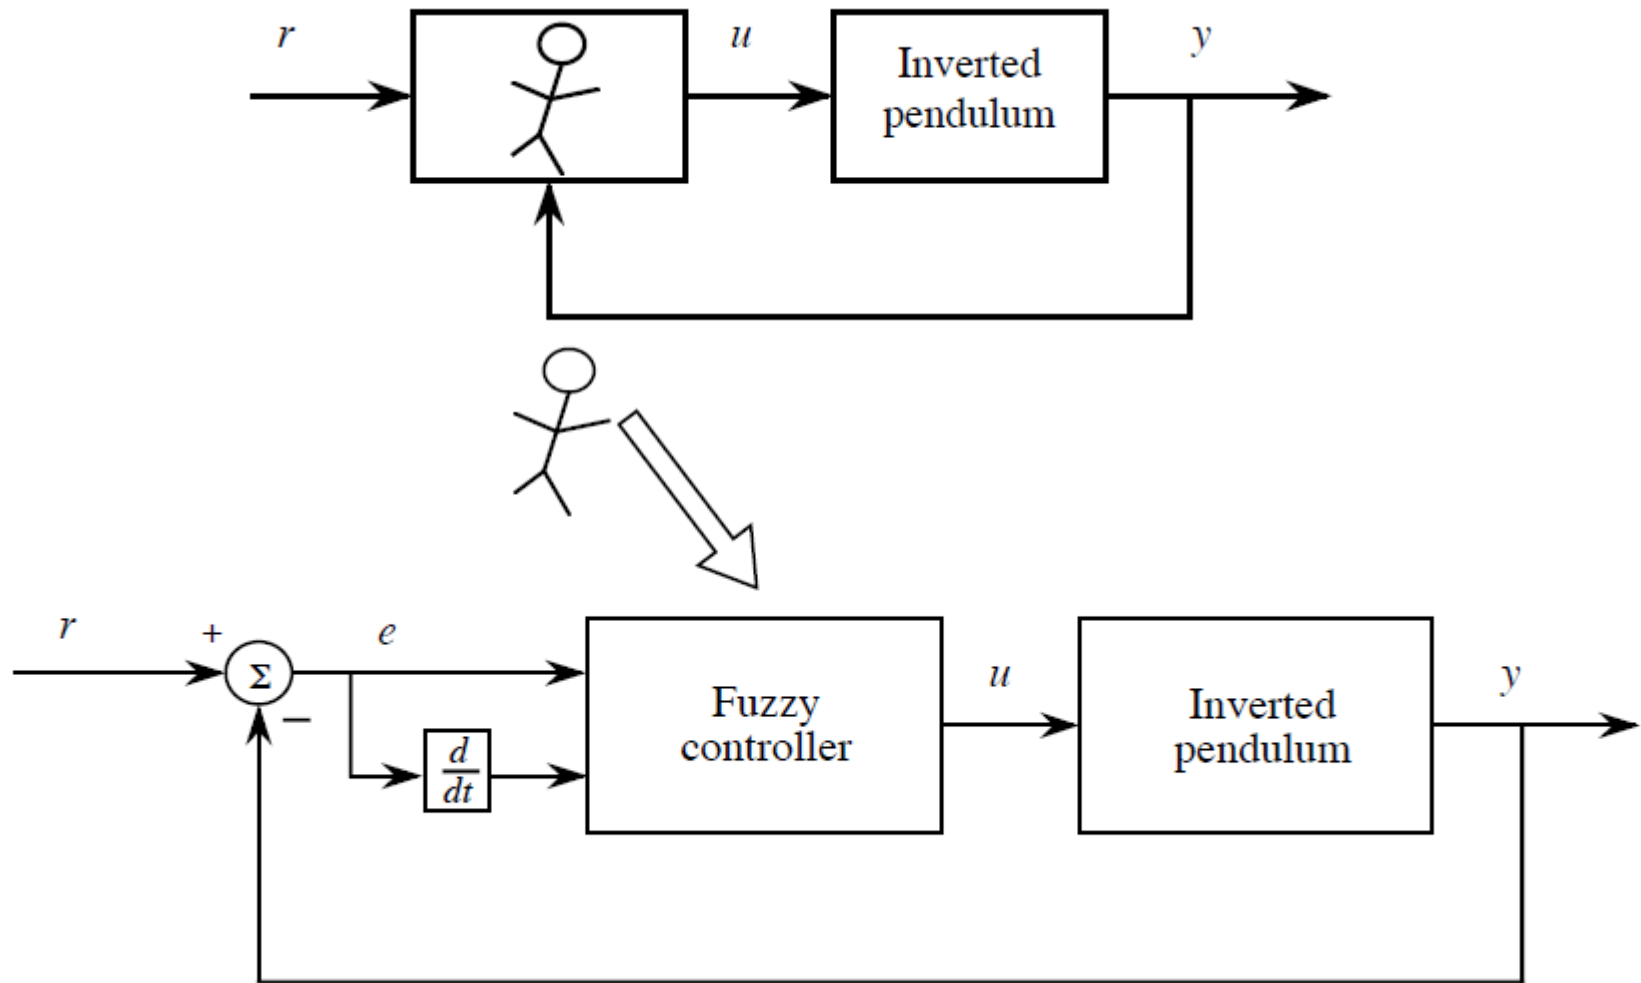 r
u
Inverted
pendulum
y
r
+
Σ
−
e
d
dt
Fuzzy
controller
u
Inverted
pendulum
y